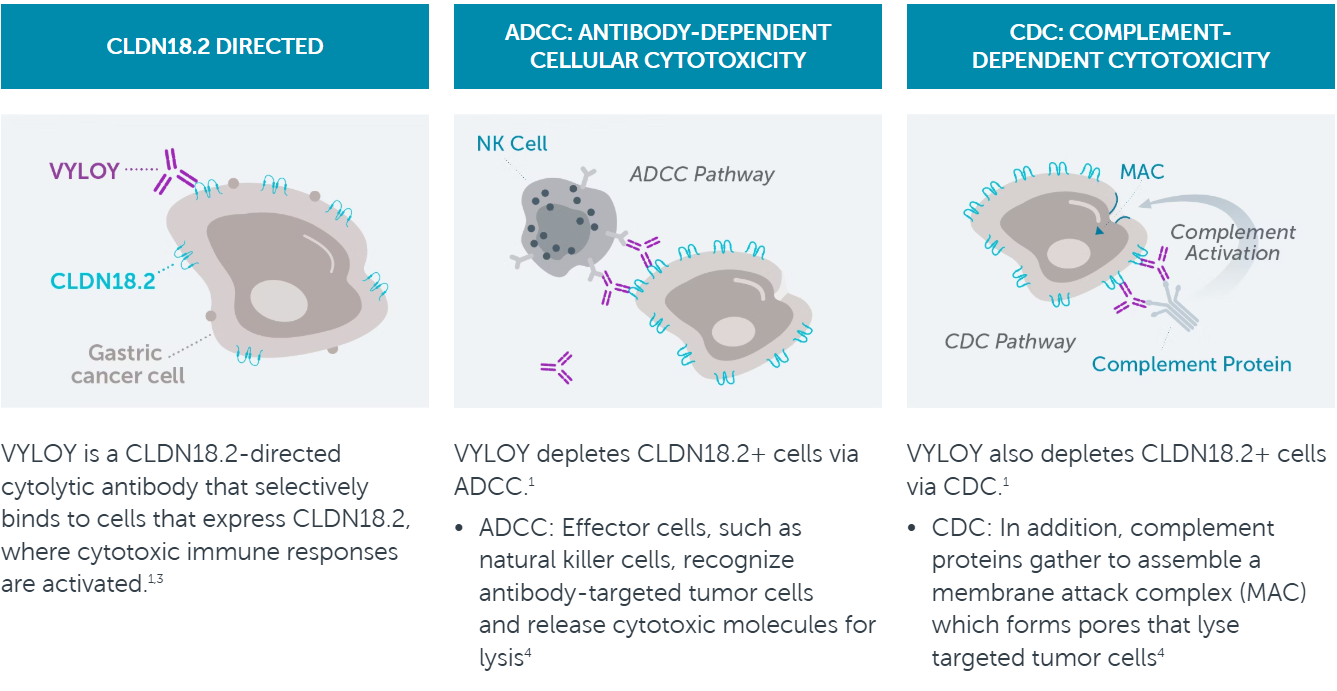 CLDN18.2 DIRECTED
VYLOY
CLDN18.2
Gastric
cancer cell
VYLOY is a CLDN18.2-directed
cytolytic antibody that selectively
binds to cells that express CLDN18.2,
where cytotoxic immune responses
are activated.1,3
ADCC: ANTIBODY-DEPENDENT
CELLULAR CYTOTOXICITY
NK Cell
ADCC Pathway
VYLOY depletes CLDN18.2+ cells via
ADCC.1
• ADCC: Effector cells, such as
natural killer cells, recognize
antibody-targeted tumor cells
and release cytotoxic molecules for
lysis4
CDC: COMPLEMENT-
DEPENDENT CYTOTOXICITY
MAC
Complement
Activation
CDC Pathway
Complement Protein
VYLOY also depletes CLDN18.2+ cells
via CDC.1
• CDC: In addition, complement
proteins gather to assemble a
membrane attack complex (MAC)
which forms pores that lyse
targeted tumor cells4